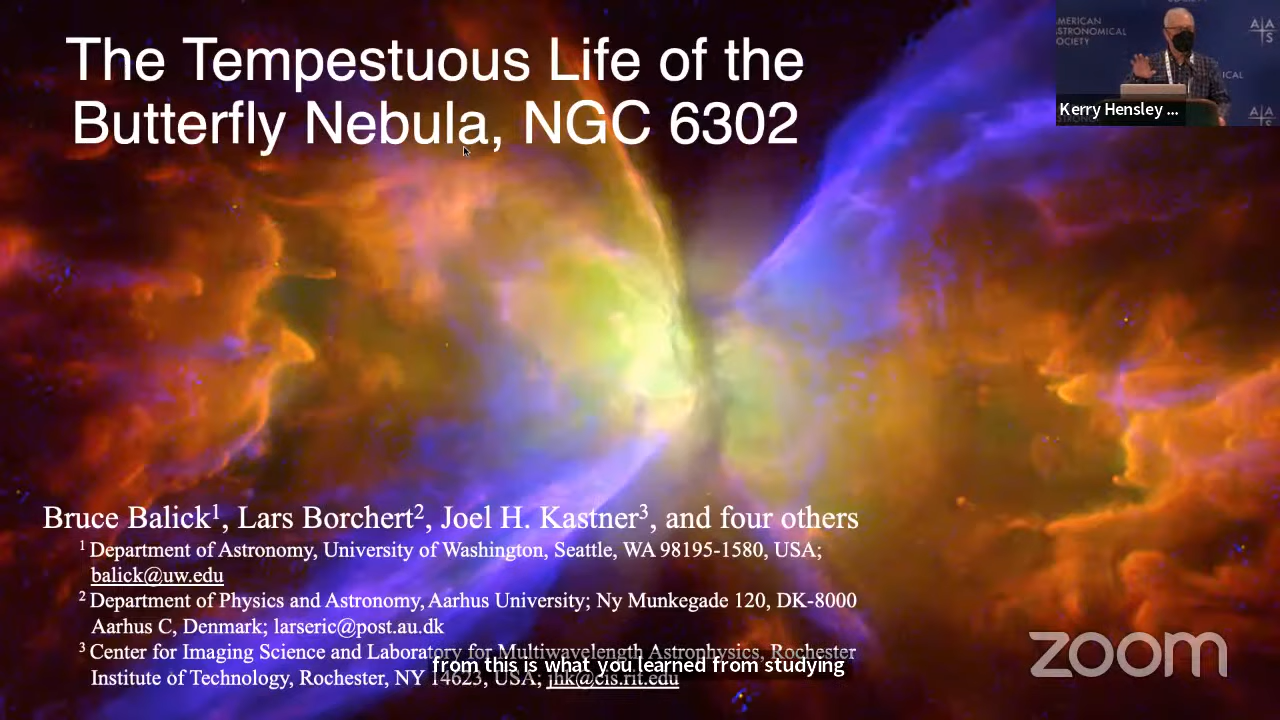 The Tempestuous Life of the
Butterfly Nebula, NGC 6302
AMERICAN
ASTRONOMICAL
SOCIETY
AAS
ICAL
Kerry Hensley ...
Bruce Balick¹, Lars Borchert², Joel H. Kastner³, and four others
¹ Department of Astronomy, University of Washington, Seattle, WA 98195-1580, USA;
balick@uw.edu
² Department of Physics and Astronomy, Aarhus University; Ny Munkegade 120, DK-8000
Aarhus C, Denmark; larseric@post.au.dk
³ Center for Imaging Science and Laboratory for Multiwavelength Astrophysics, Rochester
Institute of Technology, Rochester, NY 14623, USA; jhk@cis.rit.edu
from this is what you learned from studying
zoom